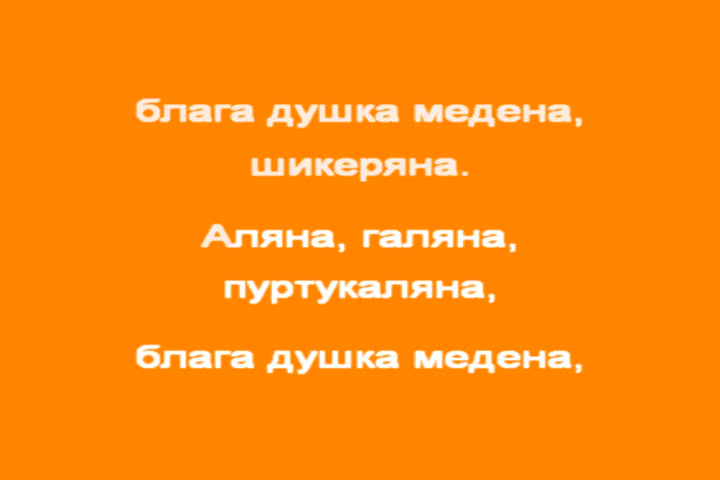 блага душка медена,
шикеряна.
Аляна, галяна,
пуртукаляна,
блага душка медена,